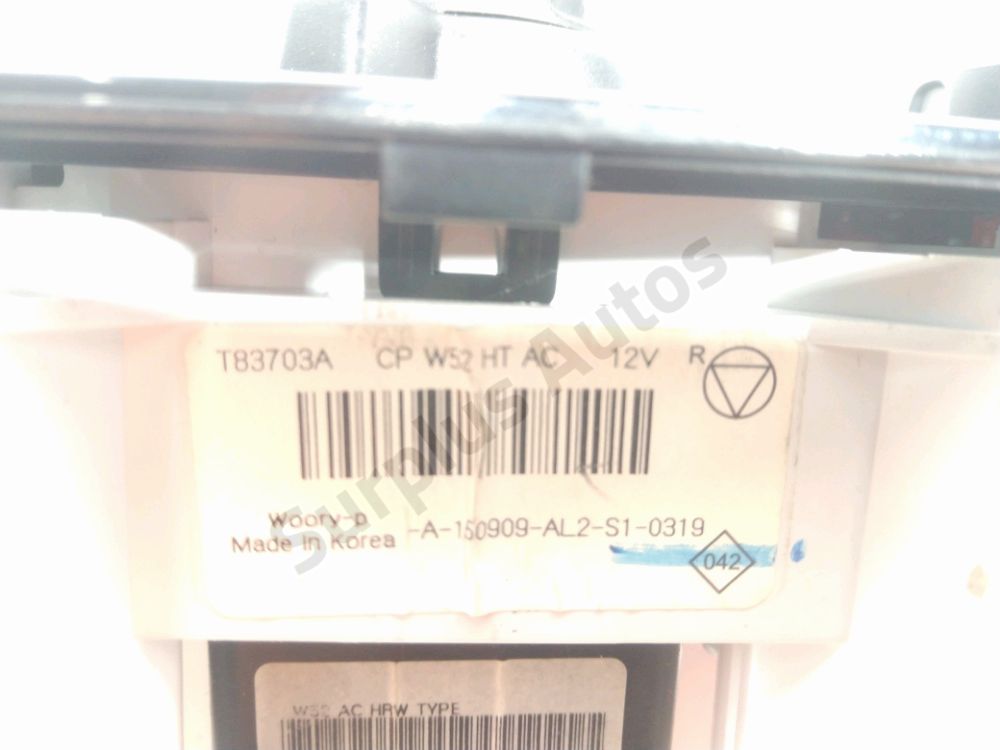 T83703A CP W52 HT AC 12V R
Woory-p
Made In Korea
-A-150909-AL2-S1-0319
042
W52 AC HRW TYPE
Surplus Autos